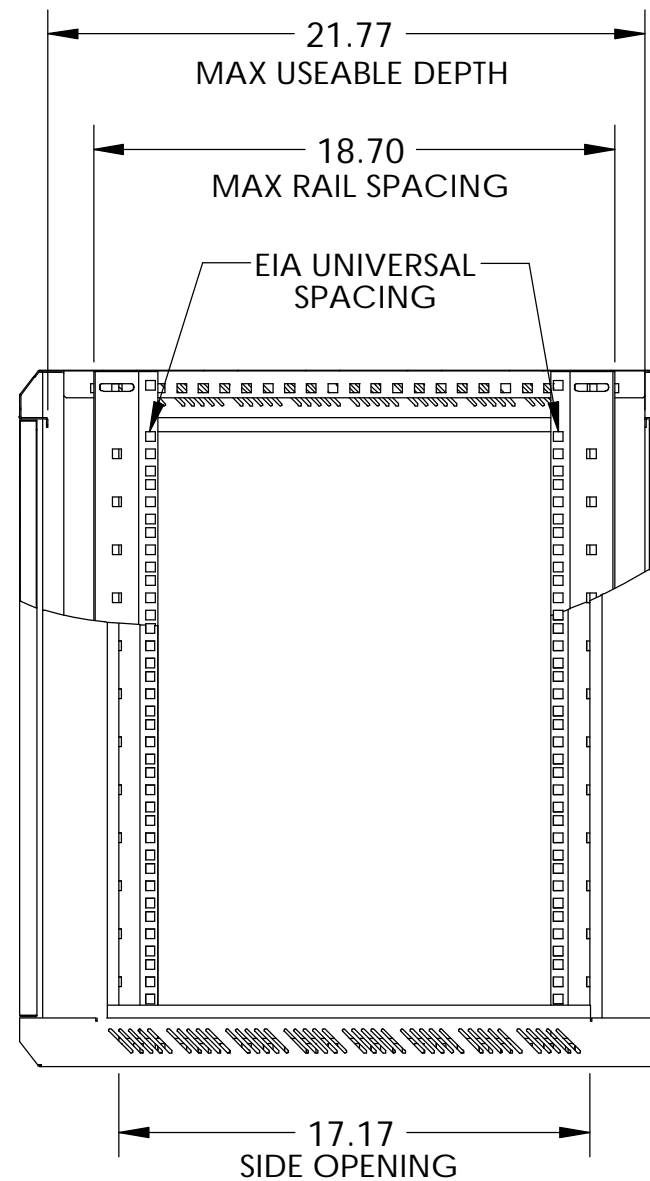 21.77
MAX USEABLE DEPTH
18.70
MAX RAIL SPACING
EIA UNIVERSAL
SPACING
17.17
SIDE OPENING